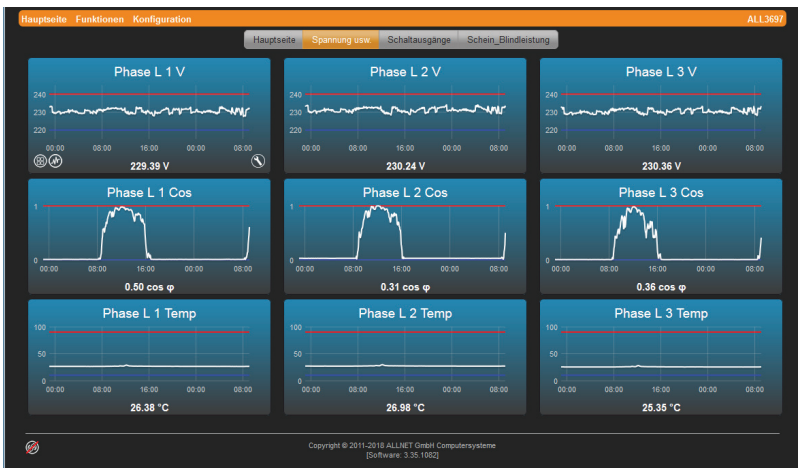 Hauptseite Funktionen Konfiguration ALL3697
Hauptseite Spannung usw. Schaltausgänge Schein_Blindleistung
Phase L 1 V
240
230
220
00:00 08:00 16:00 00:00 08:00
229.39 V
Phase L 2 V
240
230
220
00:00 08:00 16:00 00:00 08:00
230.24 V
Phase L 3 V
240
230
220
00:00 08:00 16:00 00:00 08:00
230.36 V
Phase L 1 Cos
1
0
00:00 08:00 16:00 00:00 08:00
0.50 cos φ
Phase L 2 Cos
1
0
00:00 08:00 16:00 00:00 08:00
0.31 cos φ
Phase L 3 Cos
1
0
00:00 08:00 16:00 00:00 08:00
0.36 cos φ
Phase L 1 Temp
100
50
0
00:00 08:00 16:00 00:00 08:00
26.38 °C
Phase L 2 Temp
100
50
0
00:00 08:00 16:00 00:00 08:00
26.98 °C
Phase L 3 Temp
100
50
0
00:00 08:00 16:00 00:00 08:00
25.35 °C
Copyright © 2011-2018 ALLNET GmbH Computersysteme
[Software: 3.35.1082]